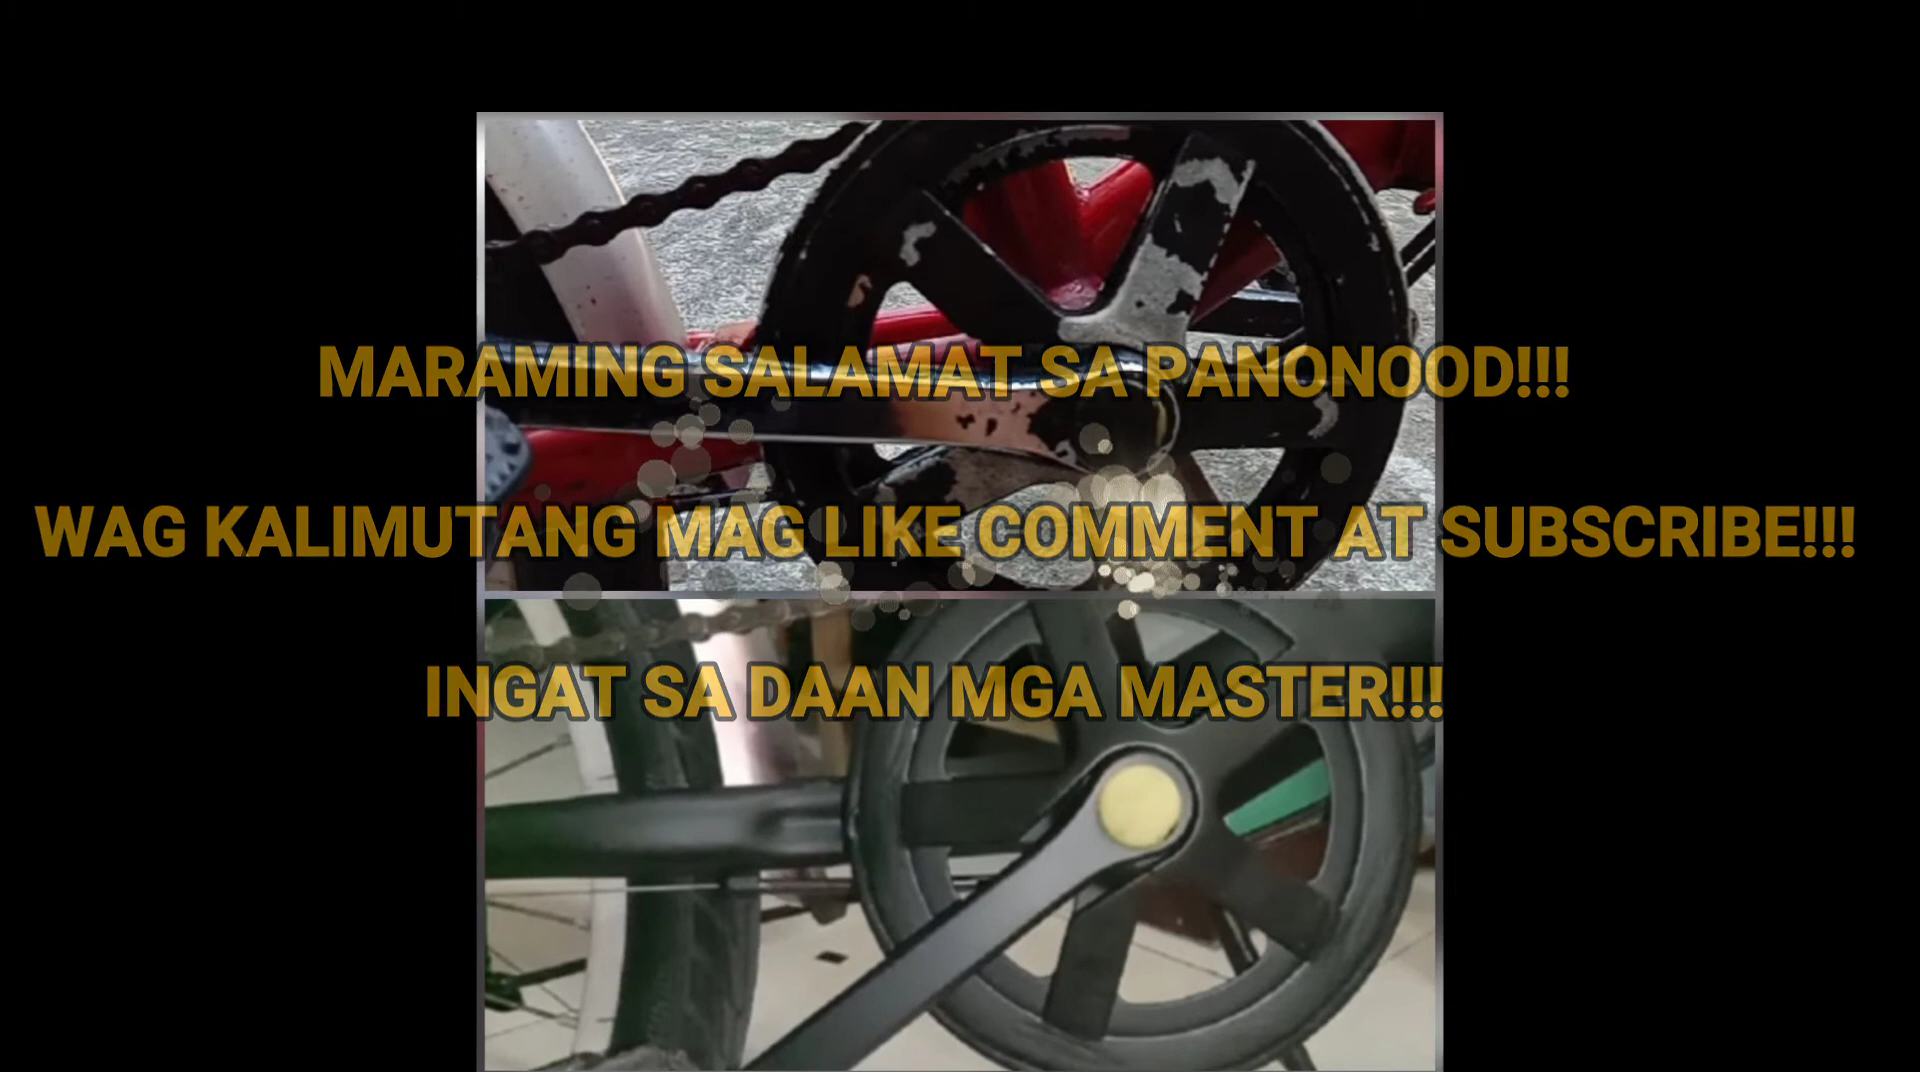 MARAMING SALAMAT SA PANONOOD!!!
WAG KALIMUTANG MAG LIKE COMMENT AT SUBSCRIBE!!!
INGAT SA DAAN MGA MASTER!!!